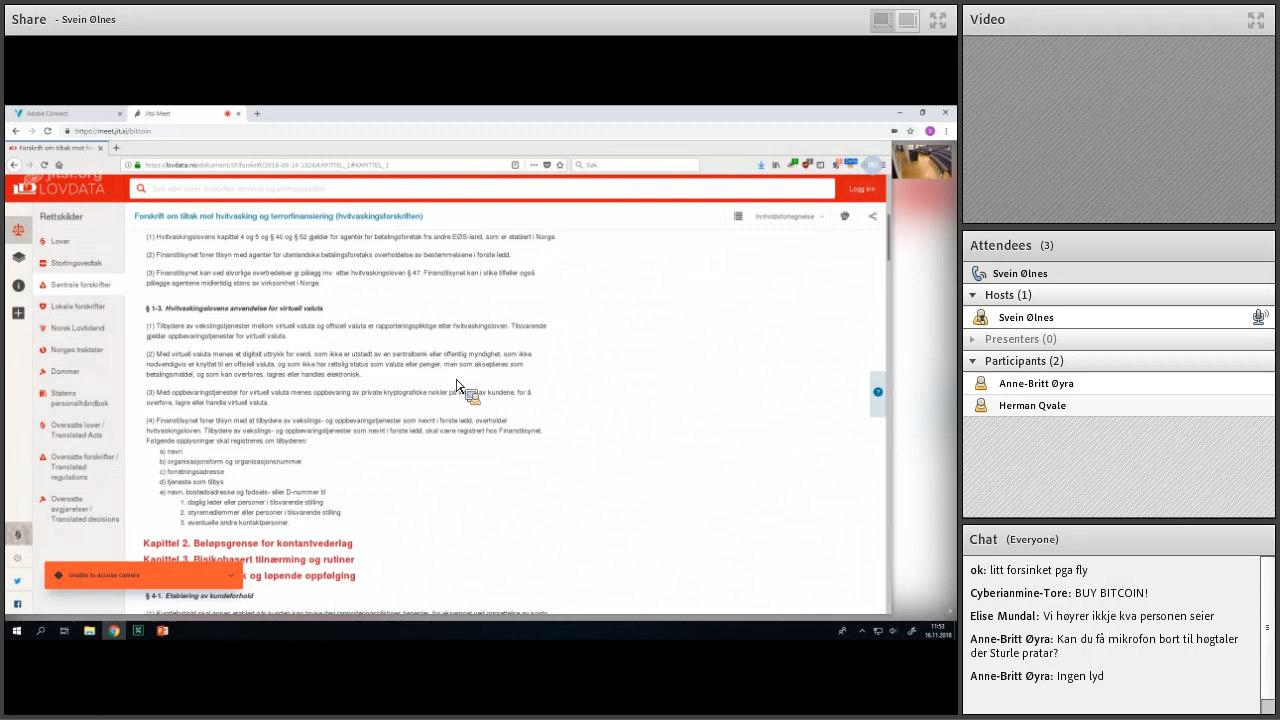 Share - Svein Ølnes
Adobe Connect
Jitsi Meet
https://meet.jit.si/bitcoin
Forskrift om tiltak mot hv
https://lovdata.no/dokument/SF/forskrift/2018-09-14-1324#KAPITTEL_1#KAPITTEL_1
Søk
jitsi.org
LOVDATA
Søk etter lover, forskrifter, dommer og avgjørelser
Logg inn
Rettskilder
Lover
Stortingsvedtak
Sentrale forskrifter
Lokale forskrifter
Norsk Lovtidend
Norges traktater
Dommer
Statens
personalhåndbok
Oversatte lover /
Translated Acts
Oversatte forskrifter /
Translated
regulations
Oversatte
avgjørelser /
Translated decisions
Forskrift om tiltak mot hvitvasking og terrorfinansiering (hvitvaskingsforskriften)
Innholdsfortegnelse
(1) Hvitvaskingslovens kapittel 4 og 5 og § 40 og § 52 gjelder for agenter for betalingsforetak fra andre EØS-land, som er etablert i Norge.
(2) Finanstilsynet fører tilsyn med agenter for utenlandske betalingsforetaks overholdelse av bestemmelsene i første ledd.
(3) Finanstilsynet kan ved alvorlige overtredelser gi pålegg mv. etter hvitvaskingsloven § 47. Finanstilsynet kan i slike tilfeller også
pålegge agentene midlertidig stans av virksomhet i Norge.
§ 1-3. Hvitvaskingslovens anvendelse for virtuell valuta
(1) Tilbydere av vekslingstjenester mellom virtuell valuta og offisiell valuta er rapporteringspliktige etter hvitvaskingsloven. Tilsvarende
gjelder oppbevaringstjenester for virtuell valuta.
(2) Med virtuell valuta menes et digitalt uttrykk for verdi, som ikke er utstedt av en sentralbank eller offentlig myndighet, som ikke
nødvendigvis er knyttet til en offisiell valuta, og som ikke har rettslig status som valuta eller penger, men som aksepteres som
betalingsmiddel, og som kan overføres, lagres eller handles elektronisk.
(3) Med oppbevaringstjenester for virtuell valuta menes oppbevaring av private kryptografiske nøkler på av kundene, for å
overføre, lagre eller handle virtuell valuta.
(4) Finanstilsynet fører tilsyn med at tilbydere av vekslings- og oppbevaringstjenester som nevnt i første ledd, overholder
hvitvaskingsloven. Tilbydere av vekslings- og oppbevaringstjenester som nevnt i første ledd, skal være registrert hos Finanstilsynet.
Følgende opplysninger skal registreres om tilbyderen:
a) navn
b) organisasjonsform og organisasjonsnummer
c) forretningsadresse
d) tjeneste som tilbys
e) navn, bostedsadresse og fødsels- eller D-nummer til
1. daglig leder eller personer i tilsvarende stilling
2. styremedlemmer eller personer i tilsvarende stilling
3. eventuelle andre kontaktpersoner.
Kapittel 2. Beløpsgrense for kontantvederlag
Kapittel 3. Risikobasert tilnærming og rutiner
k og løpende oppfølging
§ 4-1. Etablering av kundeforhold
Unable to access camera
11:53
16.11.2018
Video
Attendees (3)
Svein Ølnes
Hosts (1)
Svein Ølnes
Presenters (0)
Participants (2)
Anne-Britt Øyra
Herman Kvale
Chat (Everyone)
ok. litt forsinket pga fly
Cyberiannie-Tore: BUY BITCOIN!
Elise Mundal: Vi høyrer ikkje kva personen seier
Anne-Britt Øyra: Kan du få mikrofon bort til høgtaler
der Sturle pratar?
Anne-Britt Øyra: Ingen lyd